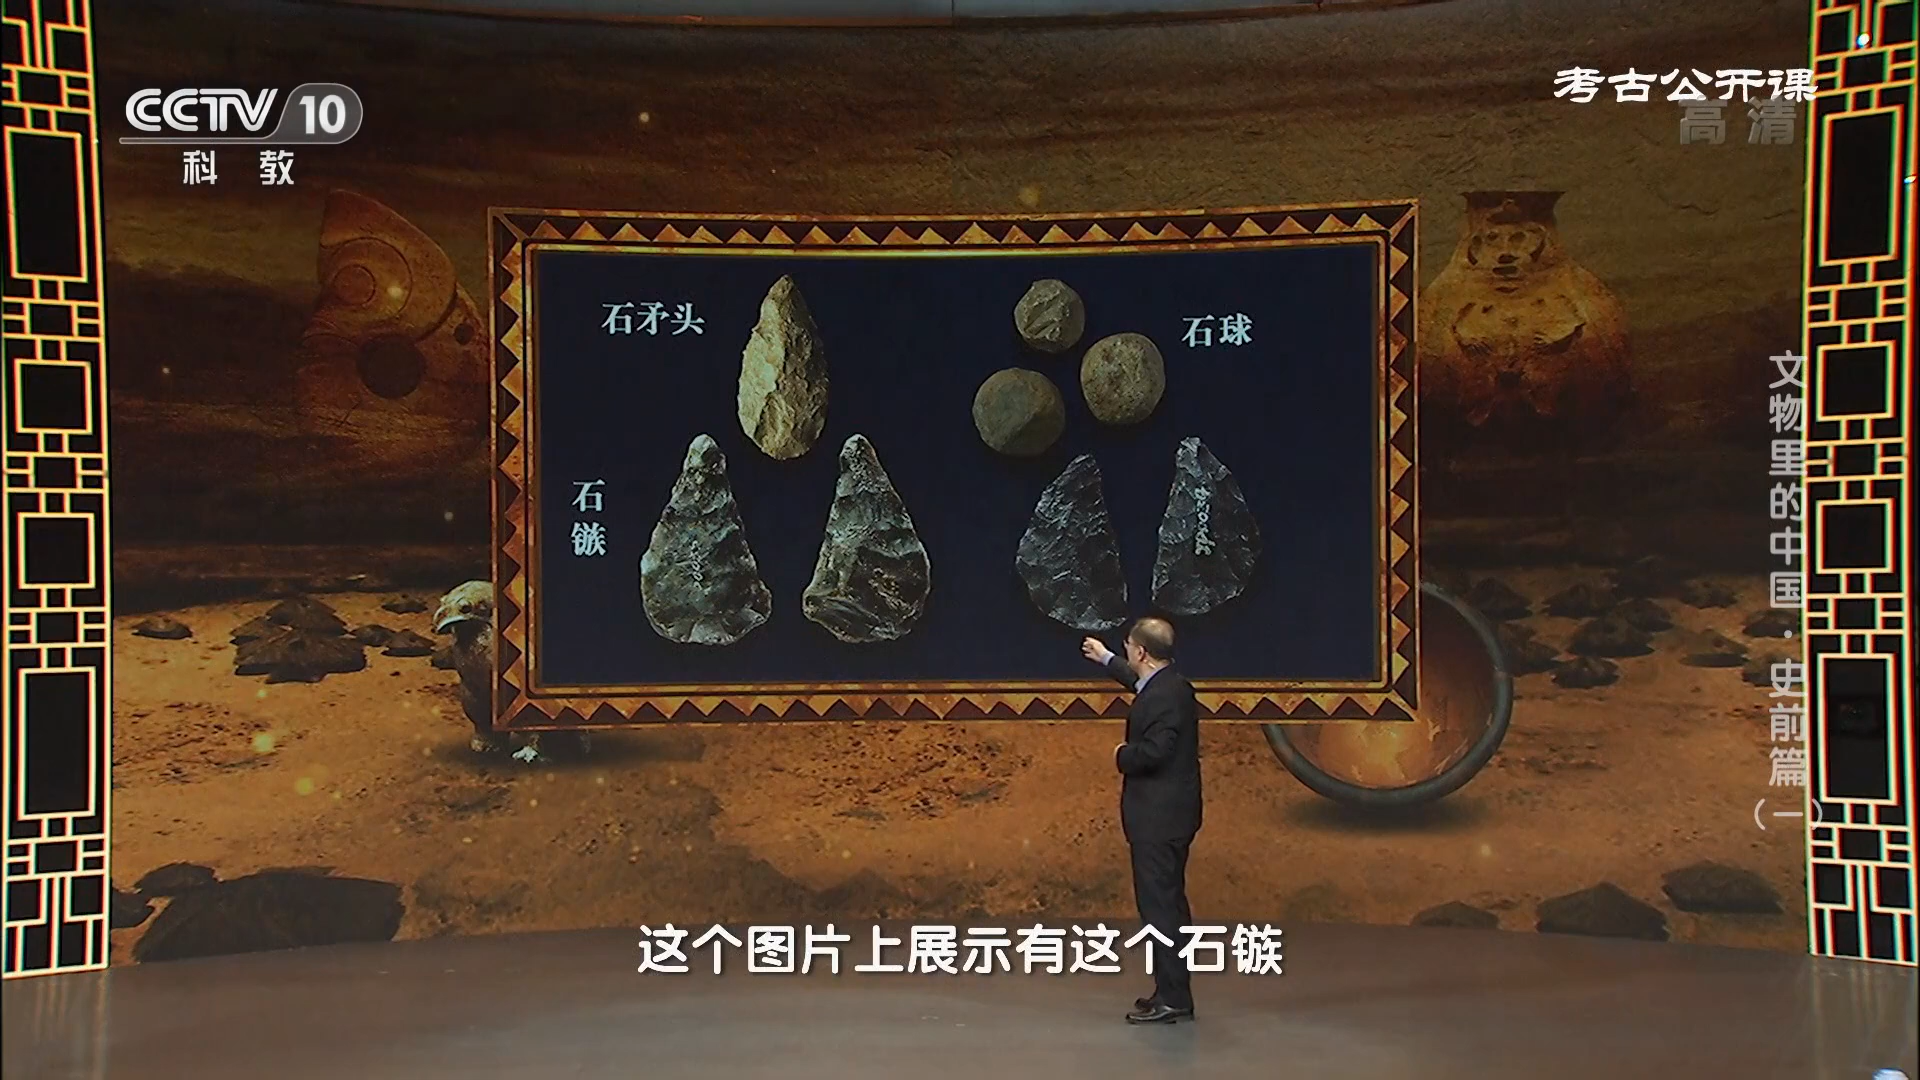 CCTV 10
科教
考古公开课
高清
石矛头
石球
石镞
文物里的中国·史前篇（一）
这个图片上展示有这个石镞